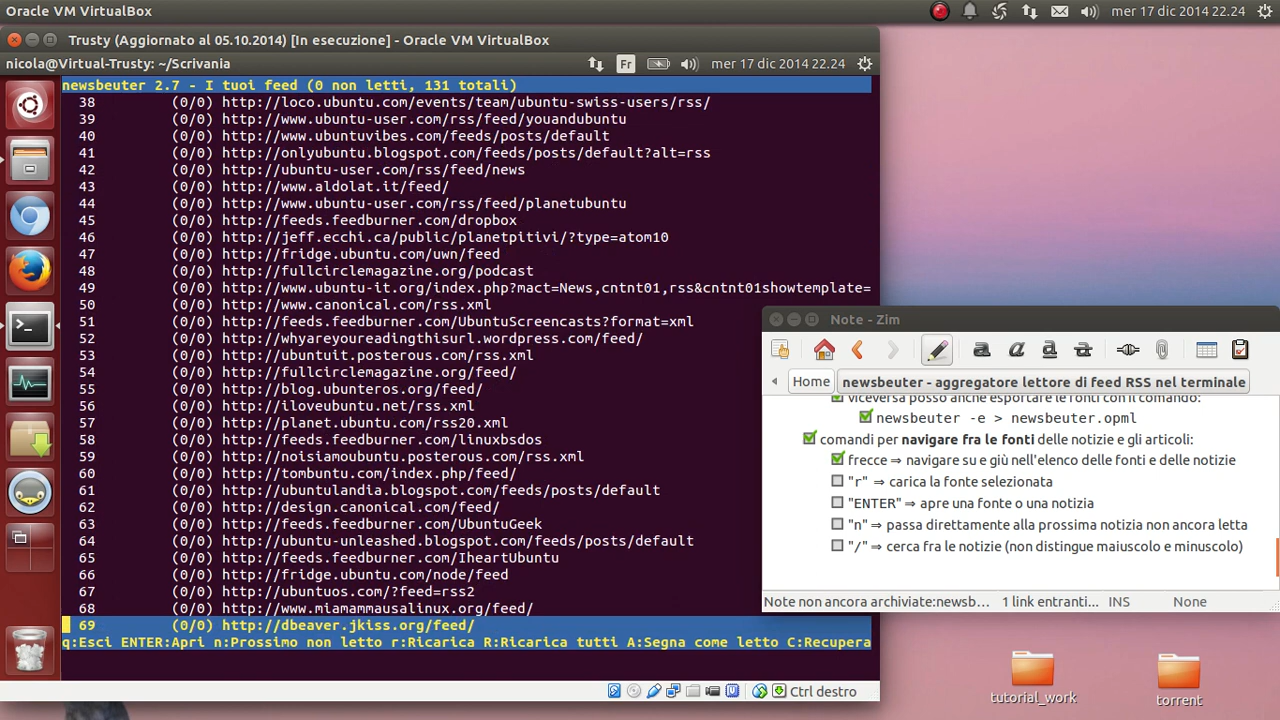 Oracle VM VirtualBox
mer 17 dic 2014 22.24
Trusty (Aggiornato al 05.10.2014) [In esecuzione] - Oracle VM VirtualBox
nicola@Virtual-Trusty: ~/Scrivania
Fr
mer 17 dic 2014 22.24
newsbeuter 2.7 - I tuoi feed (0 non letti, 131 totali)
38 (0/0) http://loco.ubuntu.com/events/team/ubuntu-swiss-users/rss/
39 (0/0) http://www.ubuntu-user.com/rss/feed/youandubuntu
40 (0/0) http://www.ubuntuvibes.com/feeds/posts/default
41 (0/0) http://onlyubuntu.blogspot.com/feeds/posts/default?alt=rss
42 (0/0) http://ubuntu-user.com/rss/feed/news
43 (0/0) http://www.aldolat.it/feed/
44 (0/0) http://www.ubuntu-user.com/rss/feed/planetubuntu
45 (0/0) http://feeds.feedburner.com/dropbox
46 (0/0) http://jeff.ecchi.ca/public/planetpitivi/?type=atom10
47 (0/0) http://fridge.ubuntu.com/uwn/feed
48 (0/0) http://fullcirclemagazine.org/podcast
49 (0/0) http://www.ubuntu-it.org/index.php?mact=News,cntnt01,rss&cntnt01showtemplate=
50 (0/0) http://www.canonical.com/rss.xml
51 (0/0) http://feeds.feedburner.com/UbuntuScreencasts?format=xml
52 (0/0) http://whyareyoureadingthisurl.wordpress.com/feed/
53 (0/0) http://ubuntuit.posterous.com/rss.xml
54 (0/0) http://fullcirclemagazine.org/feed/
55 (0/0) http://blog.ubunteros.org/feed/
56 (0/0) http://iloveubuntu.net/rss.xml
57 (0/0) http://planet.ubuntu.com/rss20.xml
58 (0/0) http://feeds.feedburner.com/linuxbsdos
59 (0/0) http://noisiamoubuntu.posterous.com/rss.xml
60 (0/0) http://tombuntu.com/index.php/feed/
61 (0/0) http://ubuntulandia.blogspot.com/feeds/posts/default
62 (0/0) http://design.canonical.com/feed/
63 (0/0) http://feeds.feedburner.com/UbuntuGeek
64 (0/0) http://ubuntu-unleashed.blogspot.com/feeds/posts/default
65 (0/0) http://feeds.feedburner.com/IheartUbuntu
66 (0/0) http://fridge.ubuntu.com/node/feed
67 (0/0) http://ubuntuos.com/?feed=rss2
68 (0/0) http://www.miamammausalinux.org/feed/
69 (0/0) http://dbeaver.jkiss.org/feed/
q:Esci ENTER:Apri n:Prossimo non letto r:Ricarica R:Ricarica tutti A:Segna come letto C:Recupera
Ctrl destro
Note - Zim
Home
newsbeuter - aggregatore lettore di feed RSS nel terminale
viceversa posso anche esportare le fonti con il comando:
newsbeuter -e > newsbeuter.opml
comandi per navigare fra le fonti delle notizie e gli articoli:
frecce ⇒ navigare su e giù nell'elenco delle fonti e delle notizie
"r" ⇒ carica la fonte selezionata
"ENTER" ⇒ apre una fonte o una notizia
"n" ⇒ passa direttamente alla prossima notizia non ancora letta
"/" ⇒ cerca fra le notizie (non distingue maiuscolo e minuscolo)
Note non ancora archiviate:newsb...
1 link entranti...
INS
None
tutorial_work
torrent